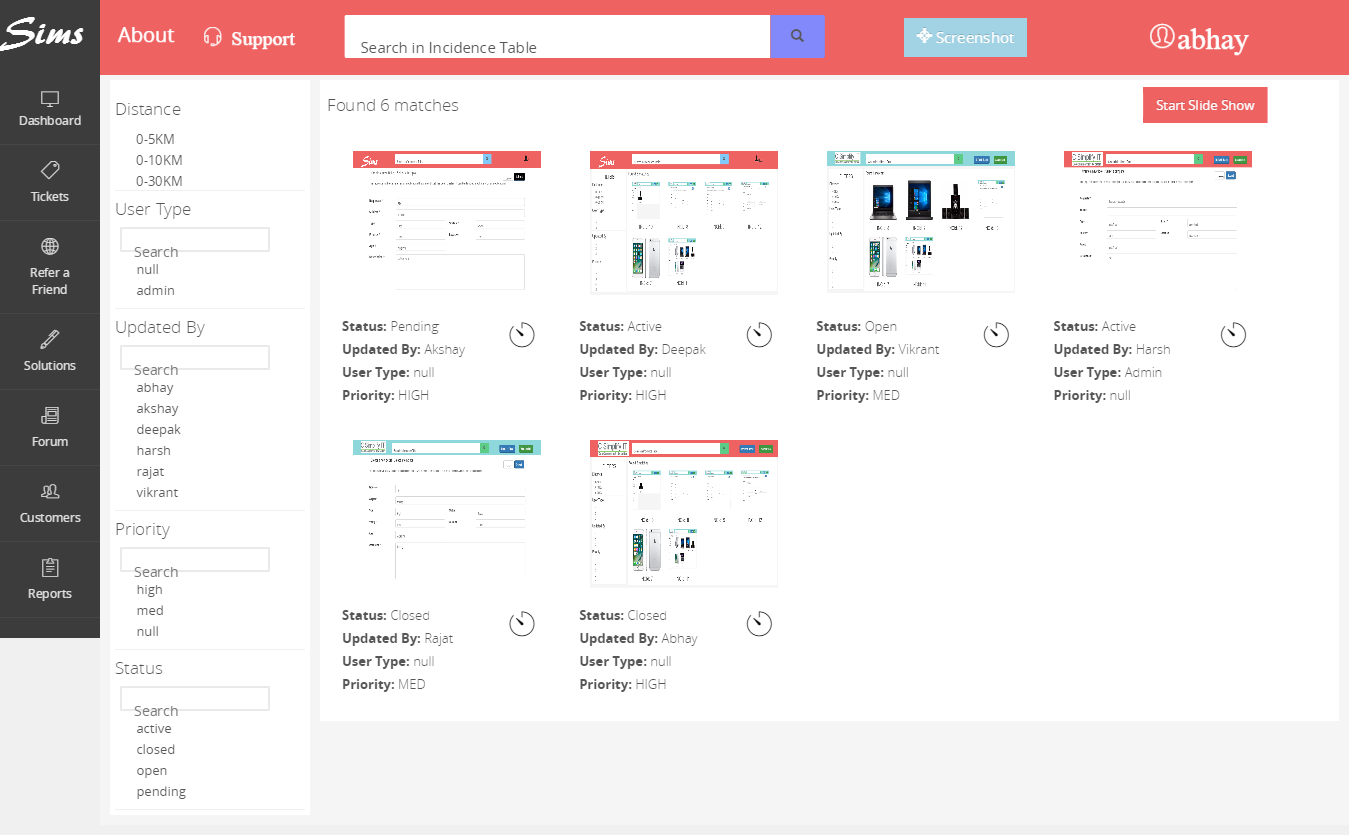 Sims
About
Support
Search in Incidence Table
Screenshot
abhay
Dashboard
Tickets
Refer a
Friend
Solutions
Forum
Customers
Reports
Distance
0-5KM
0-10KM
0-30KM
User Type
Search
null
admin
Updated By
Search
abhay
akshay
deepak
harsh
rajat
vikrant
Priority
Search
high
med
null
Status
Search
active
closed
open
pending
Found 6 matches
Start Slide Show
Sims
Status: Pending
Updated By: Akshay
User Type: null
Priority: HIGH
Sims
Status: Active
Updated By: Deepak
User Type: null
Priority: HIGH
Status: Open
Updated By: Vikrant
User Type: null
Priority: MED
Status: Active
Updated By: Harsh
User Type: Admin
Priority: null
Status: Closed
Updated By: Rajat
User Type: null
Priority: MED
Status: Closed
Updated By: Abhay
User Type: null
Priority: HIGH